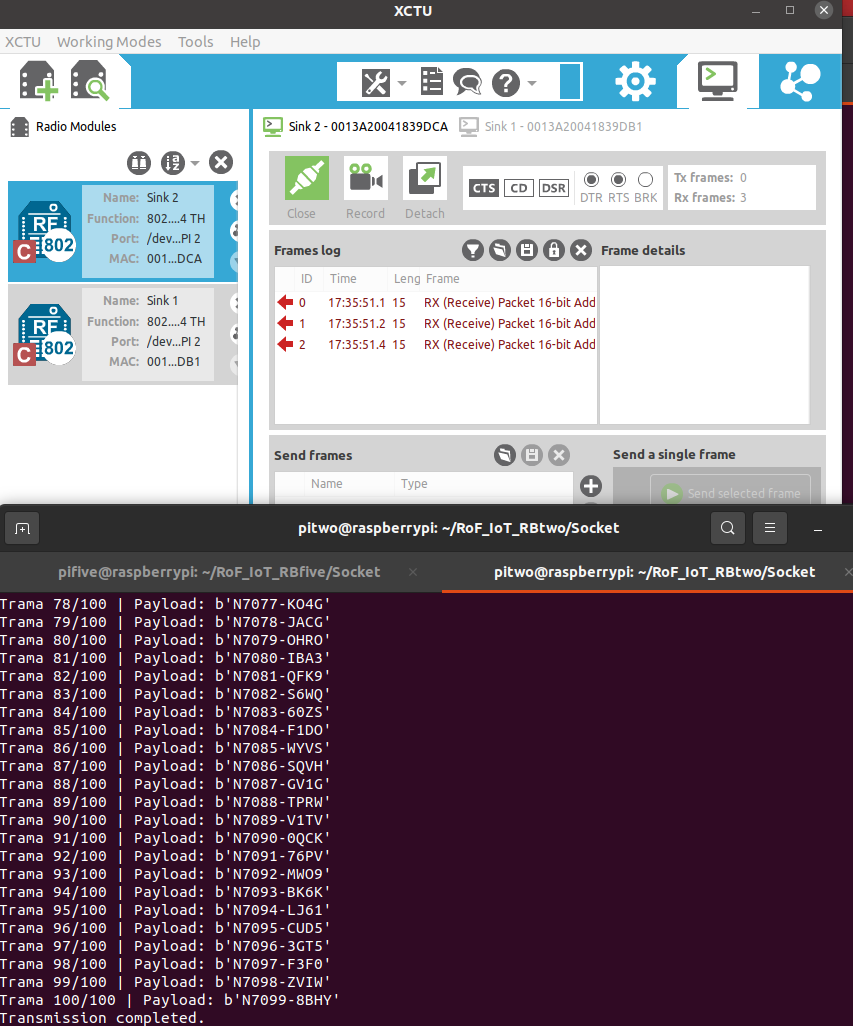 XCTU
XCTU Working Modes Tools Help
Radio Modules
Name: Sink 2
Function: 802....4 TH
Port: /dev...PI 2
MAC: 001...DCA
RF
C 802
Name: Sink 1
Function: 802....4 TH
Port: /dev...PI 2
MAC: 001...DB1
RF
C 802
Sink 2 - 0013A20041839DCA Sink 1 - 0013A20041839DB1
Close Record Detach
CTS CD DSR
DTR RTS BRK
Tx frames: 0
Rx frames: 3
Frames log
Frame details
ID Time Leng Frame
0 17:35:51.1 15 RX (Receive) Packet 16-bit Add
1 17:35:51.2 15 RX (Receive) Packet 16-bit Add
2 17:35:51.4 15 RX (Receive) Packet 16-bit Add
Send frames
Name Type
Send a single frame
Send selected frame
pitwo@raspberrypi: ~/RoF_IoT_RBtwo/Socket
pifive@raspberrypi: ~/RoF_IoT_RBfive/Socket × pitwo@raspberrypi: ~/RoF_IoT_RBtwo/Socket ×
Trama 78/100 | Payload: b'N7077-KO4G'
Trama 79/100 | Payload: b'N7078-JACG'
Trama 80/100 | Payload: b'N7079-OHRO'
Trama 81/100 | Payload: b'N7080-IBA3'
Trama 82/100 | Payload: b'N7081-QFK9'
Trama 83/100 | Payload: b'N7082-S6WQ'
Trama 84/100 | Payload: b'N7083-60ZS'
Trama 85/100 | Payload: b'N7084-F1DO'
Trama 86/100 | Payload: b'N7085-WYVS'
Trama 87/100 | Payload: b'N7086-SQVH'
Trama 88/100 | Payload: b'N7087-GV1G'
Trama 89/100 | Payload: b'N7088-TPRW'
Trama 90/100 | Payload: b'N7089-V1TV'
Trama 91/100 | Payload: b'N7090-0QCK'
Trama 92/100 | Payload: b'N7091-76PV'
Trama 93/100 | Payload: b'N7092-MWO9'
Trama 94/100 | Payload: b'N7093-BK6K'
Trama 95/100 | Payload: b'N7094-LJ61'
Trama 96/100 | Payload: b'N7095-CUD5'
Trama 97/100 | Payload: b'N7096-3GT5'
Trama 98/100 | Payload: b'N7097-F3F0'
Trama 99/100 | Payload: b'N7098-ZVIW'
Trama 100/100 | Payload: b'N7099-8BHY'
Transmission completed.